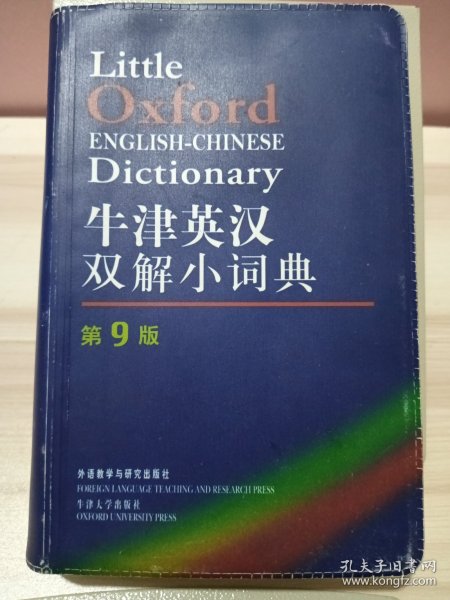 Little
Oxford
ENGLISH-CHINESE
Dictionary
牛津英汉
双解小词典
第9版
外语教学与研究出版社
FOREIGN LANGUAGE TEACHING AND RESEARCH PRESS
牛津大学出版社
OXFORD UNIVERSITY PRESS
孔夫子旧书网
www.kongfz.com